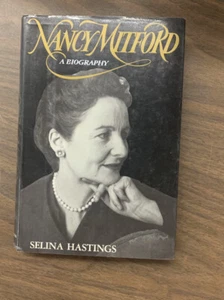 NANCY MITFORD
A BIOGRAPHY
SELINA HASTINGS